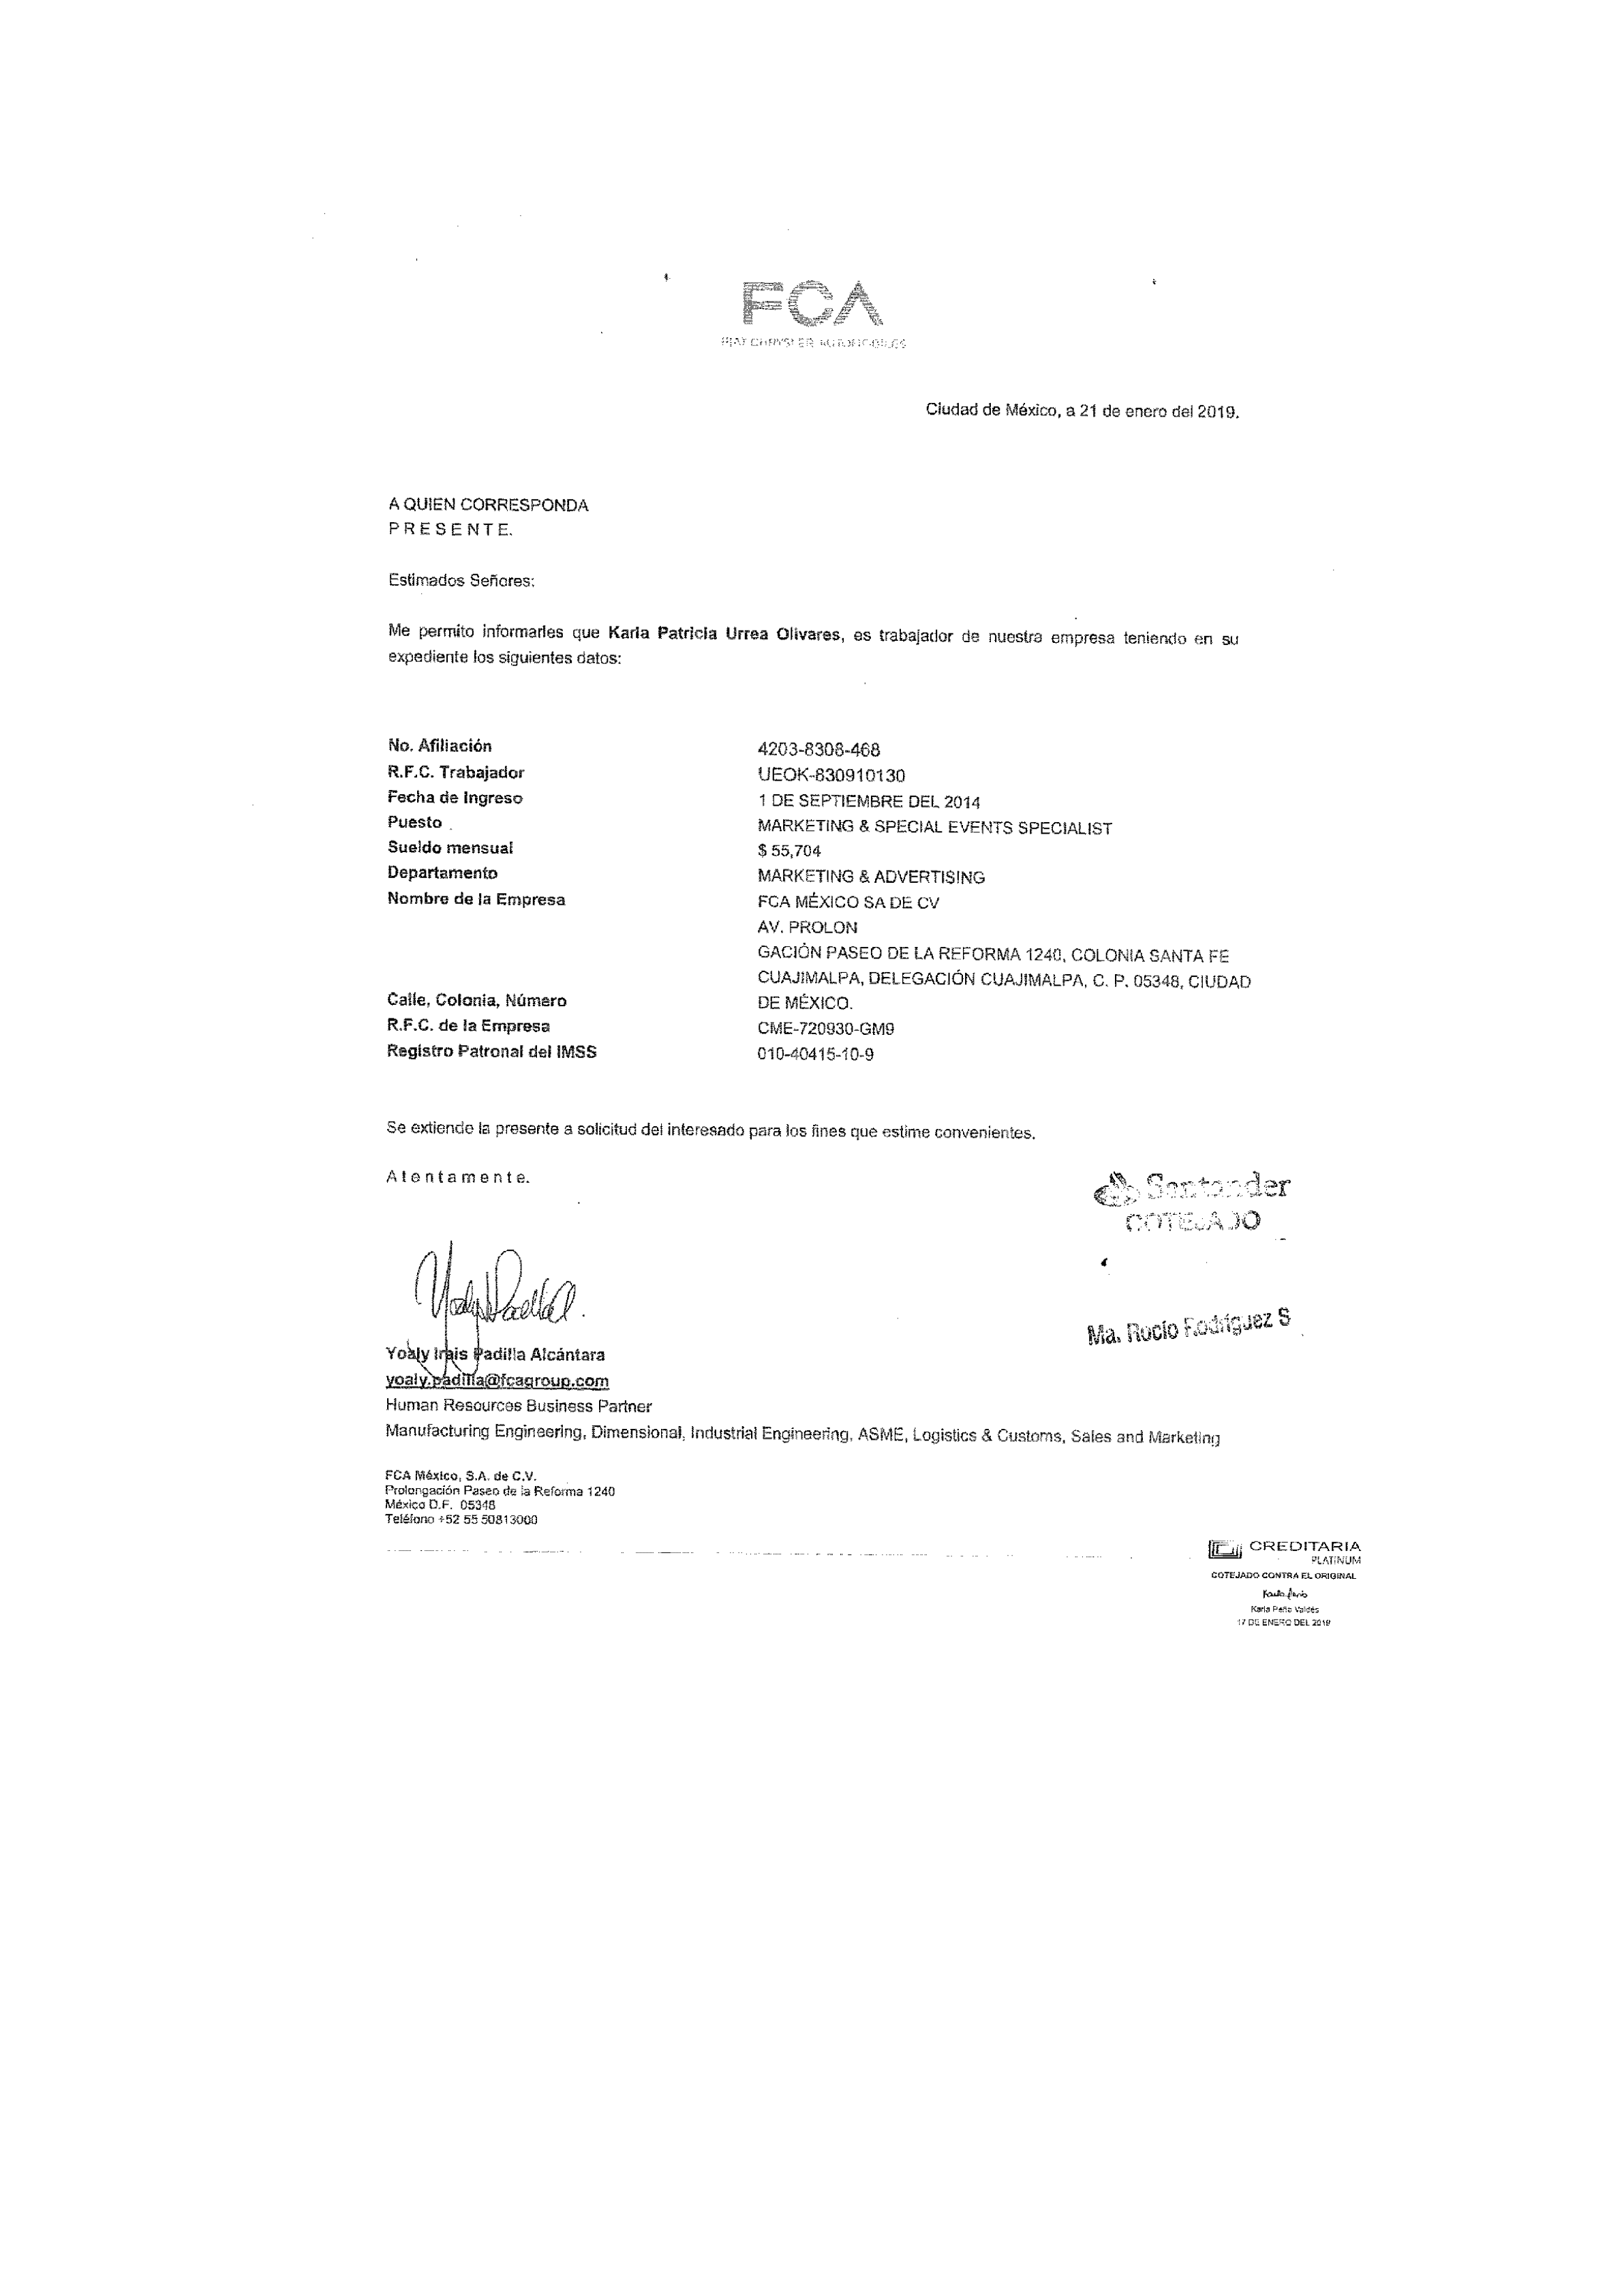 FCA
FIAT CHRYSLER AUTOMOBILES
Ciudad de México, a 21 de enero del 2019.
A QUIEN CORRESPONDA
P R E S E N T E.
Estimados Señores:
Me permito informarles que Karla Patricia Urrea Olivares, es trabajador de nuestra empresa teniendo en su
expediente los siguientes datos:
No. Afiliación 4203-8308-468
R.F.C. Trabajador UEOK-830910130
Fecha de Ingreso 1 DE SEPTIEMBRE DEL 2014
Puesto MARKETING & SPECIAL EVENTS SPECIALIST
Sueldo mensual $ 55,704
Departamento MARKETING & ADVERTISING
Nombre de la Empresa FCA MÉXICO SA DE CV
AV. PROLON
GACIÓN PASEO DE LA REFORMA 1240, COLONIA SANTA FE
CUAJIMALPA, DELEGACIÓN CUAJIMALPA, C. P. 05348, CIUDAD
Calle, Colonia, Número DE MÉXICO.
R.F.C. de la Empresa CME-720930-GM9
Registro Patronal del IMSS 010-40415-10-9
Se extiende la presente a solicitud del interesado para los fines que estime convenientes.
A t e n t a m e n t e.
Santander
COTEJADO
Ma. Rocio Rodríguez S
Yoaly Irais Padilla Alcántara
yoaly.padilla@fcagroup.com
Human Resources Business Partner
Manufacturing Engineering, Dimensional, Industrial Engineering, ASME, Logistics & Customs, Sales and Marketing
FCA México, S.A. de C.V.
Prolongación Paseo de la Reforma 1240
México D.F. 05348
Teléfono +52 55 50813000
CREDITARIA
PLATINUM
COTEJADO CONTRA EL ORIGINAL
Karla Peña Valdés
17 DE ENERO DEL 2019